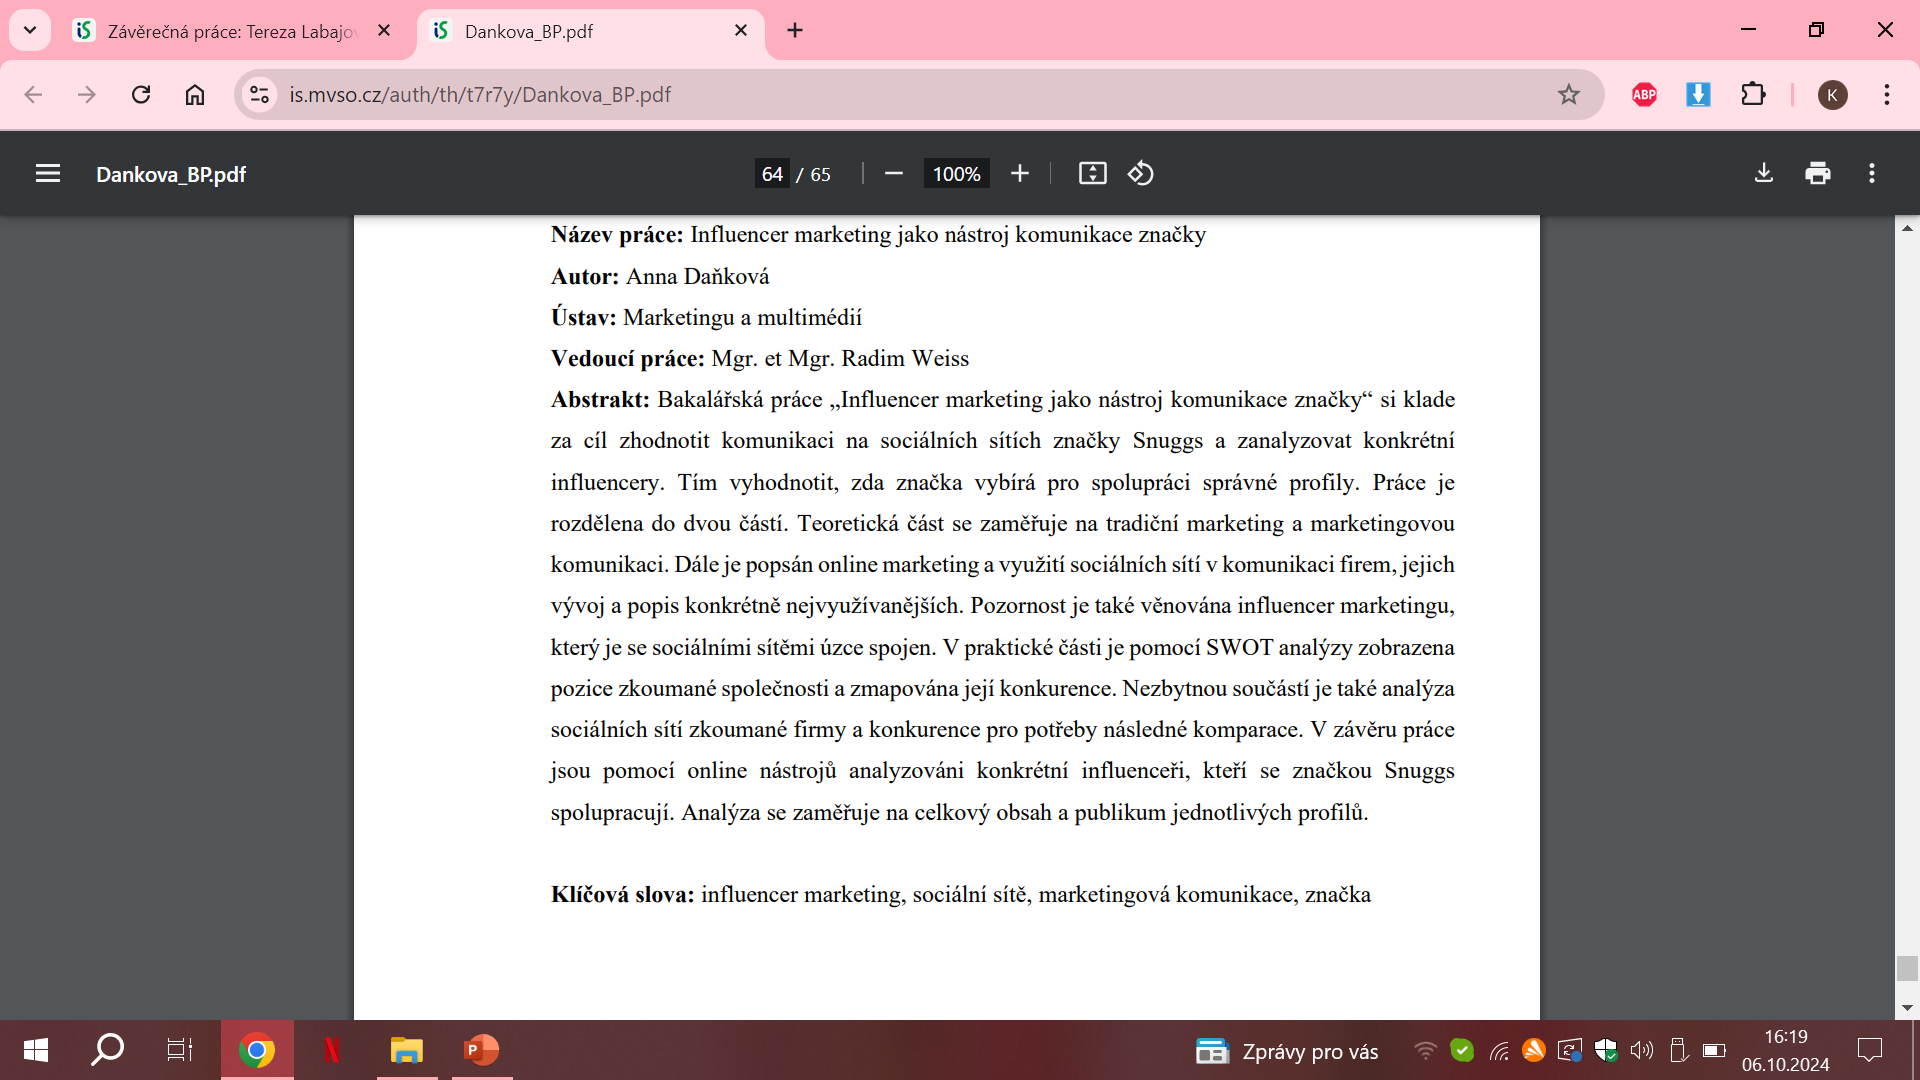 Závěrečná práce: Tereza Labajov
Dankova_BP.pdf
is.mvso.cz/auth/th/t7r7y/Dankova_BP.pdf
ABP
K
Dankova_BP.pdf
64 / 65
100%
Název práce: Influencer marketing jako nástroj komunikace značky
Autor: Anna Daňková
Ústav: Marketingu a multimédií
Vedoucí práce: Mgr. et Mgr. Radim Weiss
Abstrakt: Bakalářská práce „Influencer marketing jako nástroj komunikace značky“ si klade
za cíl zhodnotit komunikaci na sociálních sítích značky Snuggs a zanalyzovat konkrétní
influencery. Tím vyhodnotit, zda značka vybírá pro spolupráci správné profily. Práce je
rozdělena do dvou částí. Teoretická část se zaměřuje na tradiční marketing a marketingovou
komunikaci. Dále je popsán online marketing a využití sociálních sítí v komunikaci firem, jejich
vývoj a popis konkrétně nejvyužívanějších. Pozornost je také věnována influencer marketingu,
který je se sociálními sítěmi úzce spojen. V praktické části je pomocí SWOT analýzy zobrazena
pozice zkoumané společnosti a zmapována její konkurence. Nezbytnou součástí je také analýza
sociálních sítí zkoumané firmy a konkurence pro potřeby následné komparace. V závěru práce
jsou pomocí online nástrojů analyzováni konkrétní influenceři, kteří se značkou Snuggs
spolupracují. Analýza se zaměřuje na celkový obsah a publikum jednotlivých profilů.
Klíčová slova: influencer marketing, sociální sítě, marketingová komunikace, značka
Zprávy pro vás
16:19
06.10.2024